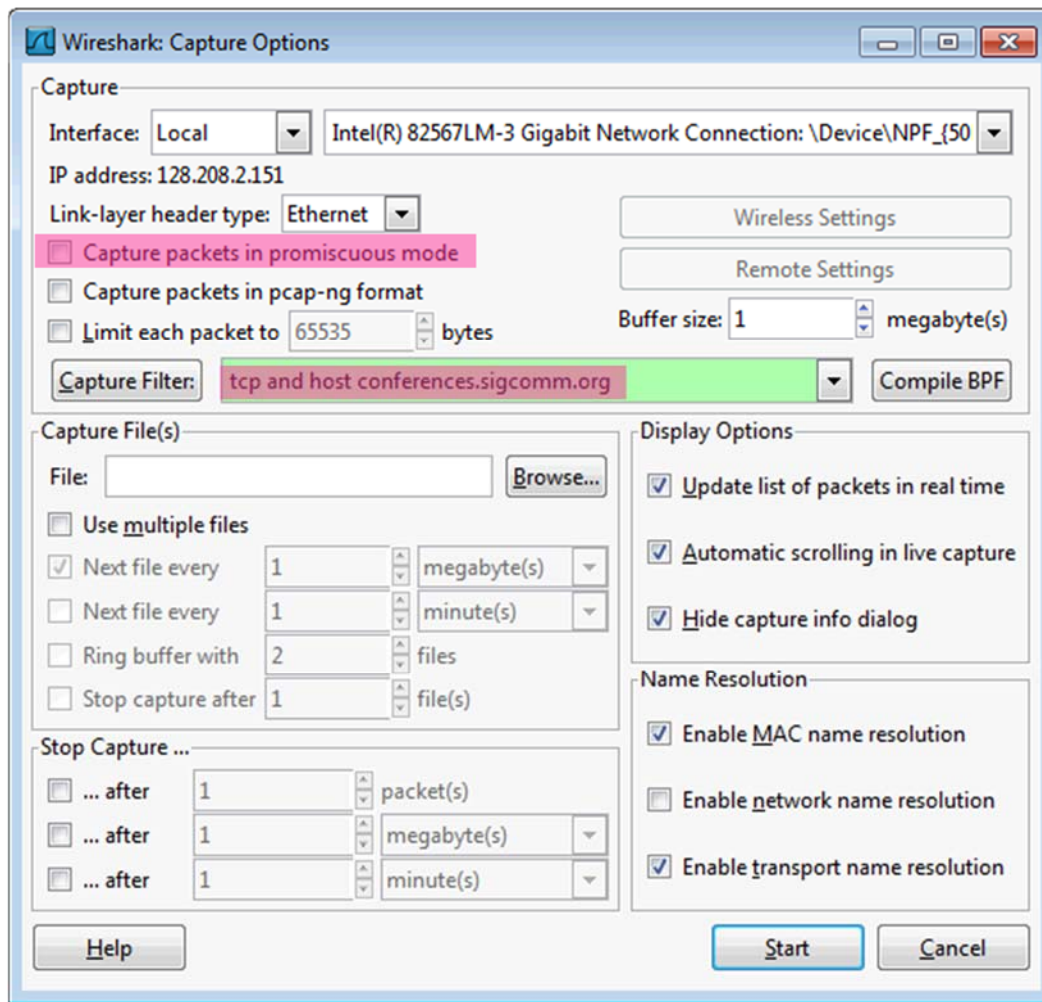 Wireshark: Capture Options
Capture
Interface: Local Intel(R) 82567LM-3 Gigabit Network Connection: \Device\NPF_{50
IP address: 128.208.2.151
Link-layer header type: Ethernet
Wireless Settings
Capture packets in promiscuous mode
Remote Settings
Capture packets in pcap-ng format
Limit each packet to 65535 bytes
Buffer size: 1 megabyte(s)
Capture Filter: tcp and host conferences.sigcomm.org Compile BPF
Capture File(s)
File: Browse...
Use multiple files
Next file every 1 megabyte(s)
Next file every 1 minute(s)
Ring buffer with 2 files
Stop capture after 1 file(s)
Stop Capture ...
... after 1 packet(s)
... after 1 megabyte(s)
... after 1 minute(s)
Display Options
Update list of packets in real time
Automatic scrolling in live capture
Hide capture info dialog
Name Resolution
Enable MAC name resolution
Enable network name resolution
Enable transport name resolution
Help Start Cancel